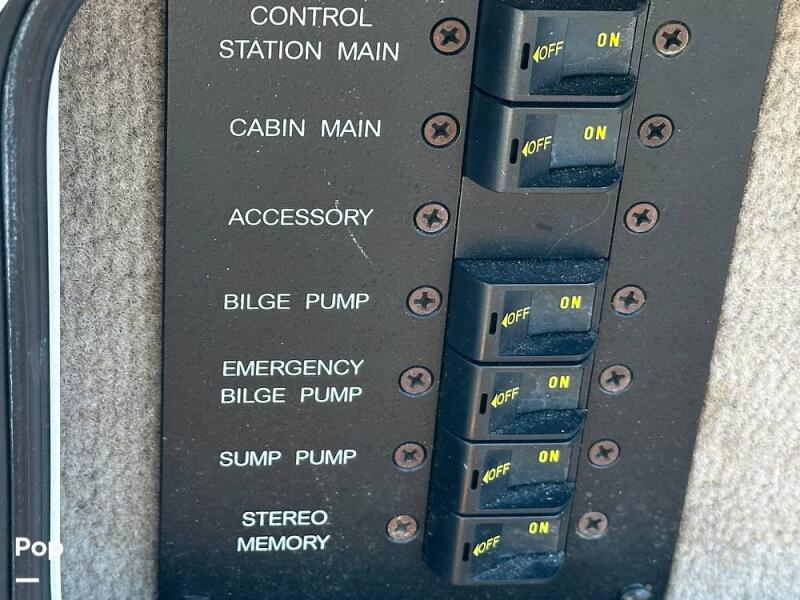 CONTROL
STATION MAIN
OFF ON
CABIN MAIN
OFF ON
ACCESSORY
BILGE PUMP
OFF ON
EMERGENCY
BILGE PUMP
OFF ON
SUMP PUMP
OFF ON
STEREO
MEMORY
OFF ON
Pop